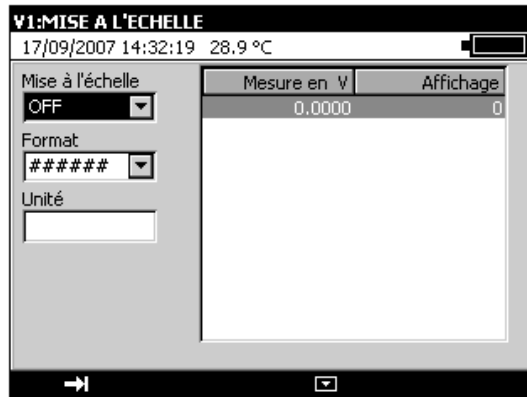 V1:MISE A L'ECHELLE
17/09/2007 14:32:19 28.9 °C
Mise à l'échelle
OFF
Format
######
Unité
Mesure en V Affichage
0.0000 0